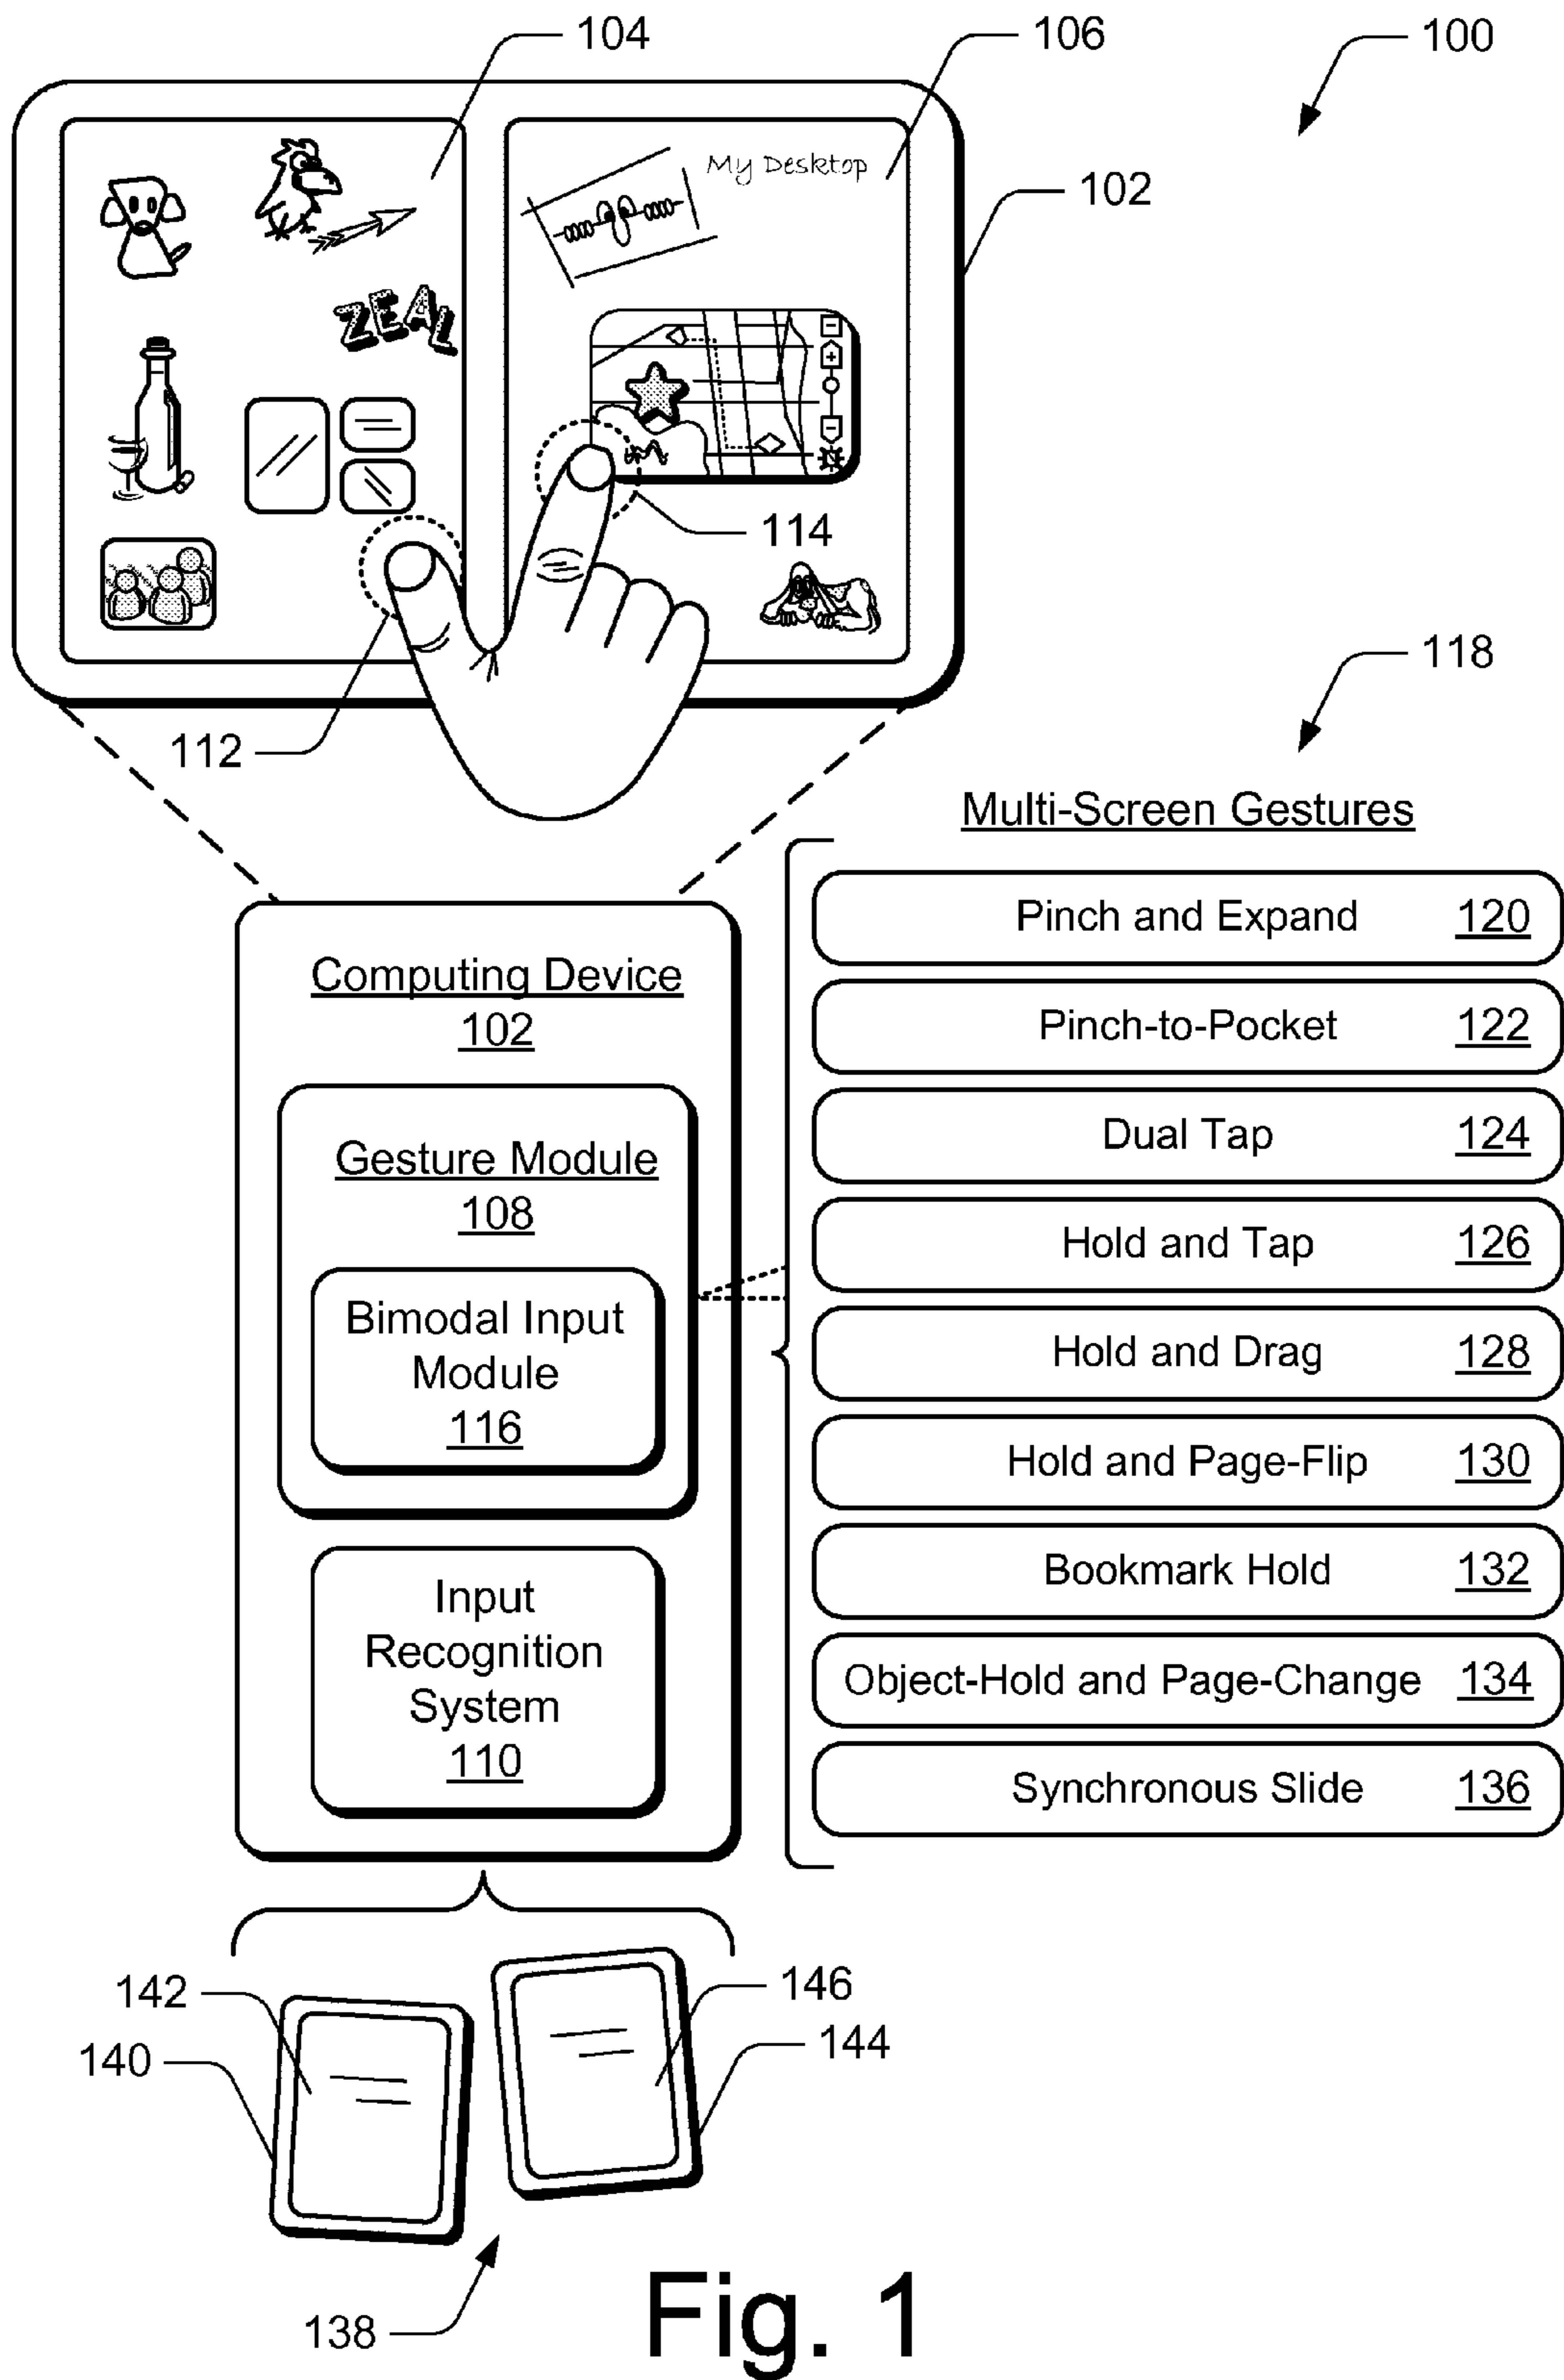 104
106
100
My Desktop
102
ZEAL
114
112
118
Multi-Screen Gestures
Pinch and Expand 120
Pinch-to-Pocket 122
Dual Tap 124
Hold and Tap 126
Hold and Drag 128
Hold and Page-Flip 130
Bookmark Hold 132
Object-Hold and Page-Change 134
Synchronous Slide 136
Computing Device
102
Gesture Module
108
Bimodal Input
Module
116
Input
Recognition
System
110
142
146
140
144
138
Fig. 1